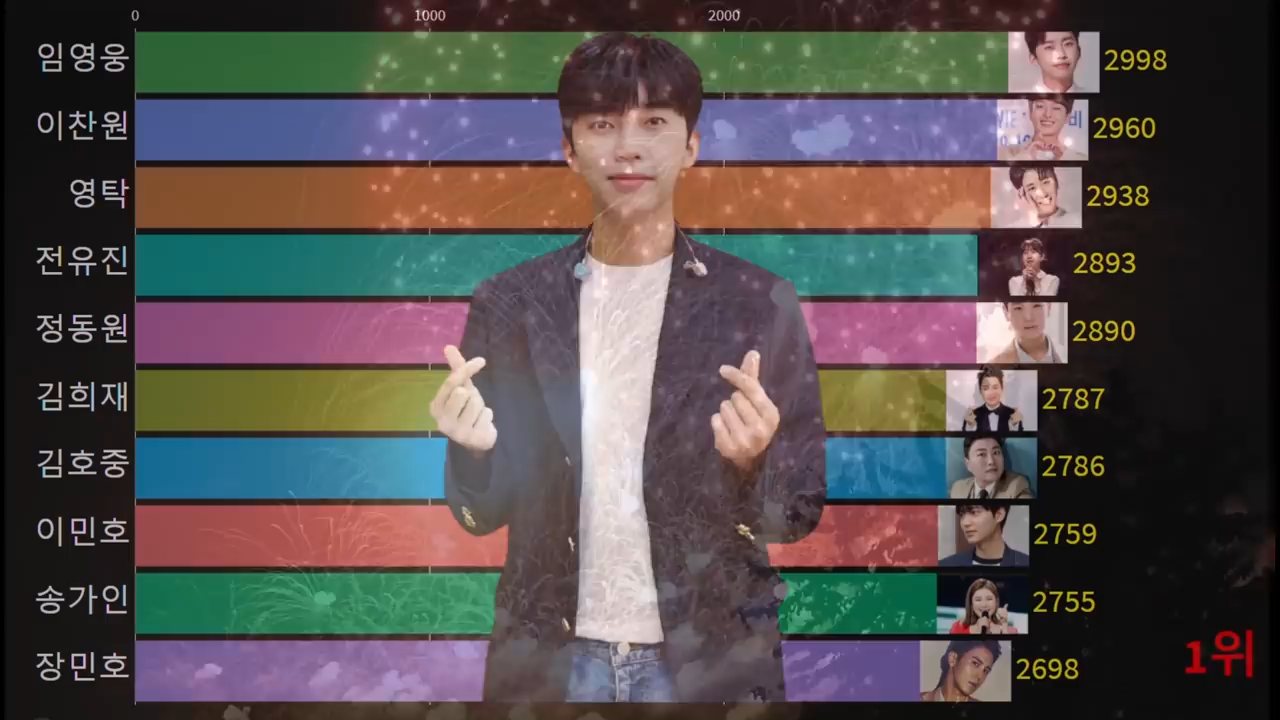 0 1000 2000
임영웅 2998
이찬원 2960
영탁 2938
전유진 2893
정동원 2890
김희재 2787
김호중 2786
이민호 2759
송가인 2755
장민호 2698
1위